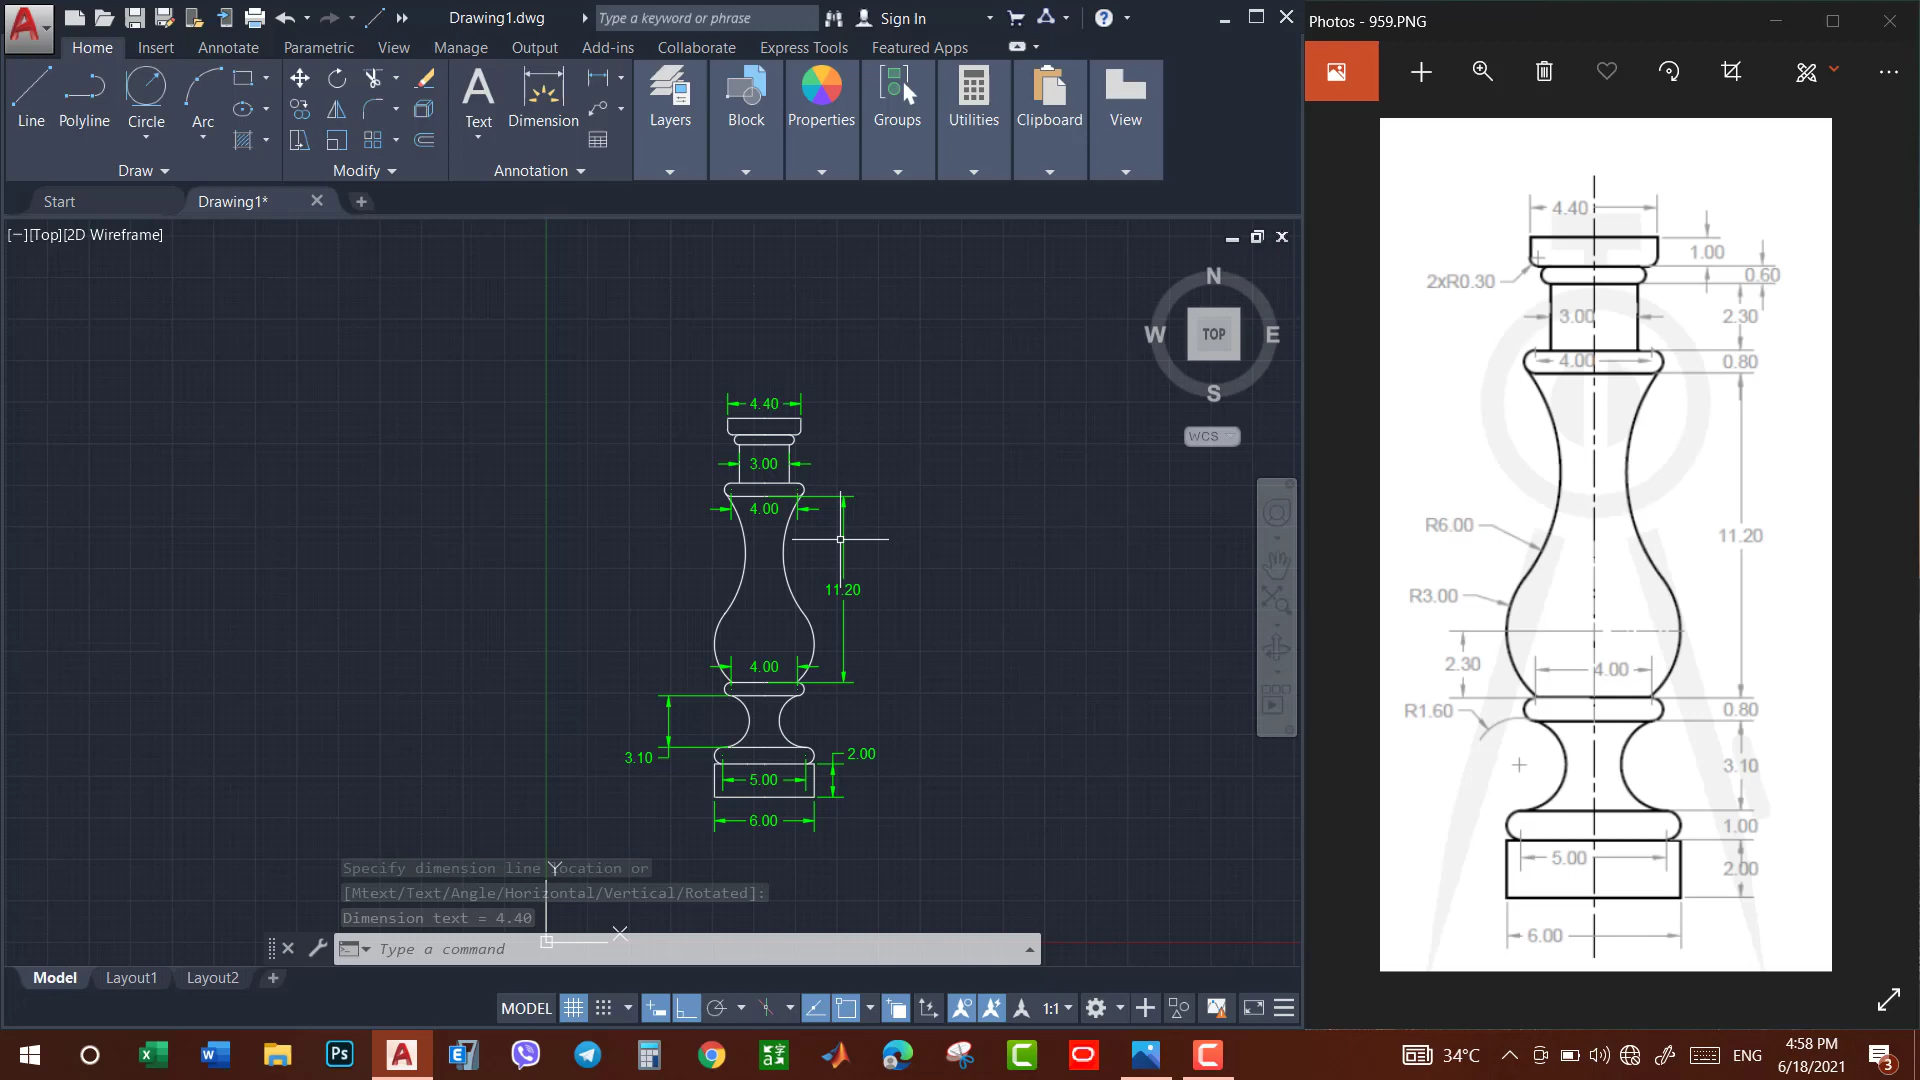 Drawing1.dwg
Type a keyword or phrase
Sign In
Photos - 959.PNG
Home
Insert
Annotate
Parametric
View
Manage
Output
Add-ins
Collaborate
Express Tools
Featured Apps
Line
Polyline
Circle
Arc
Text
Dimension
Layers
Block
Properties
Groups
Utilities
Clipboard
View
Draw
Modify
Annotation
Start
Drawing1*
[−][Top][2D Wireframe]
N
W
TOP
E
S
WCS
4.40
3.00
4.00
11.20
4.00
3.10
2.00
5.00
6.00
Y
X
Specify dimension line location or
[Mtext/Text/Angle/Horizontal/Vertical/Rotated]:
Dimension text = 4.40
Type a command
Model
Layout1
Layout2
MODEL
1:1
4.40
1.00
0.60
2xR0.30
3.00
2.30
4.00
0.80
R6.00
11.20
R3.00
2.30
4.00
R1.60
0.80
3.10
1.00
5.00
2.00
6.00
34°C
ENG
4:58 PM
6/18/2021
3